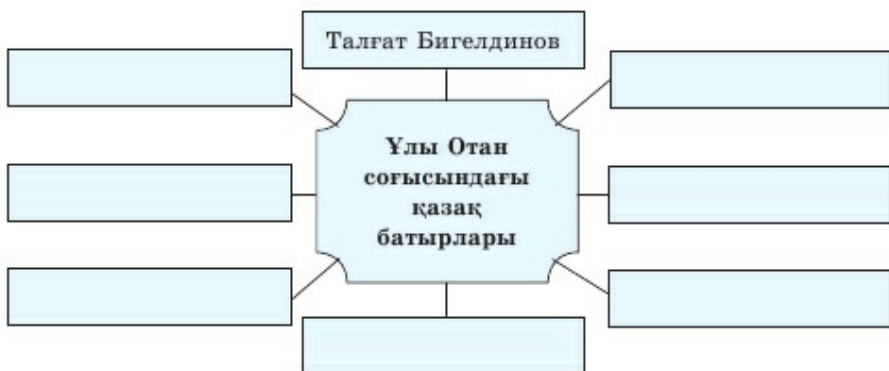 Талғат Бигелдинов
Ұлы Отан
соғысындағы
қазақ
батырлары